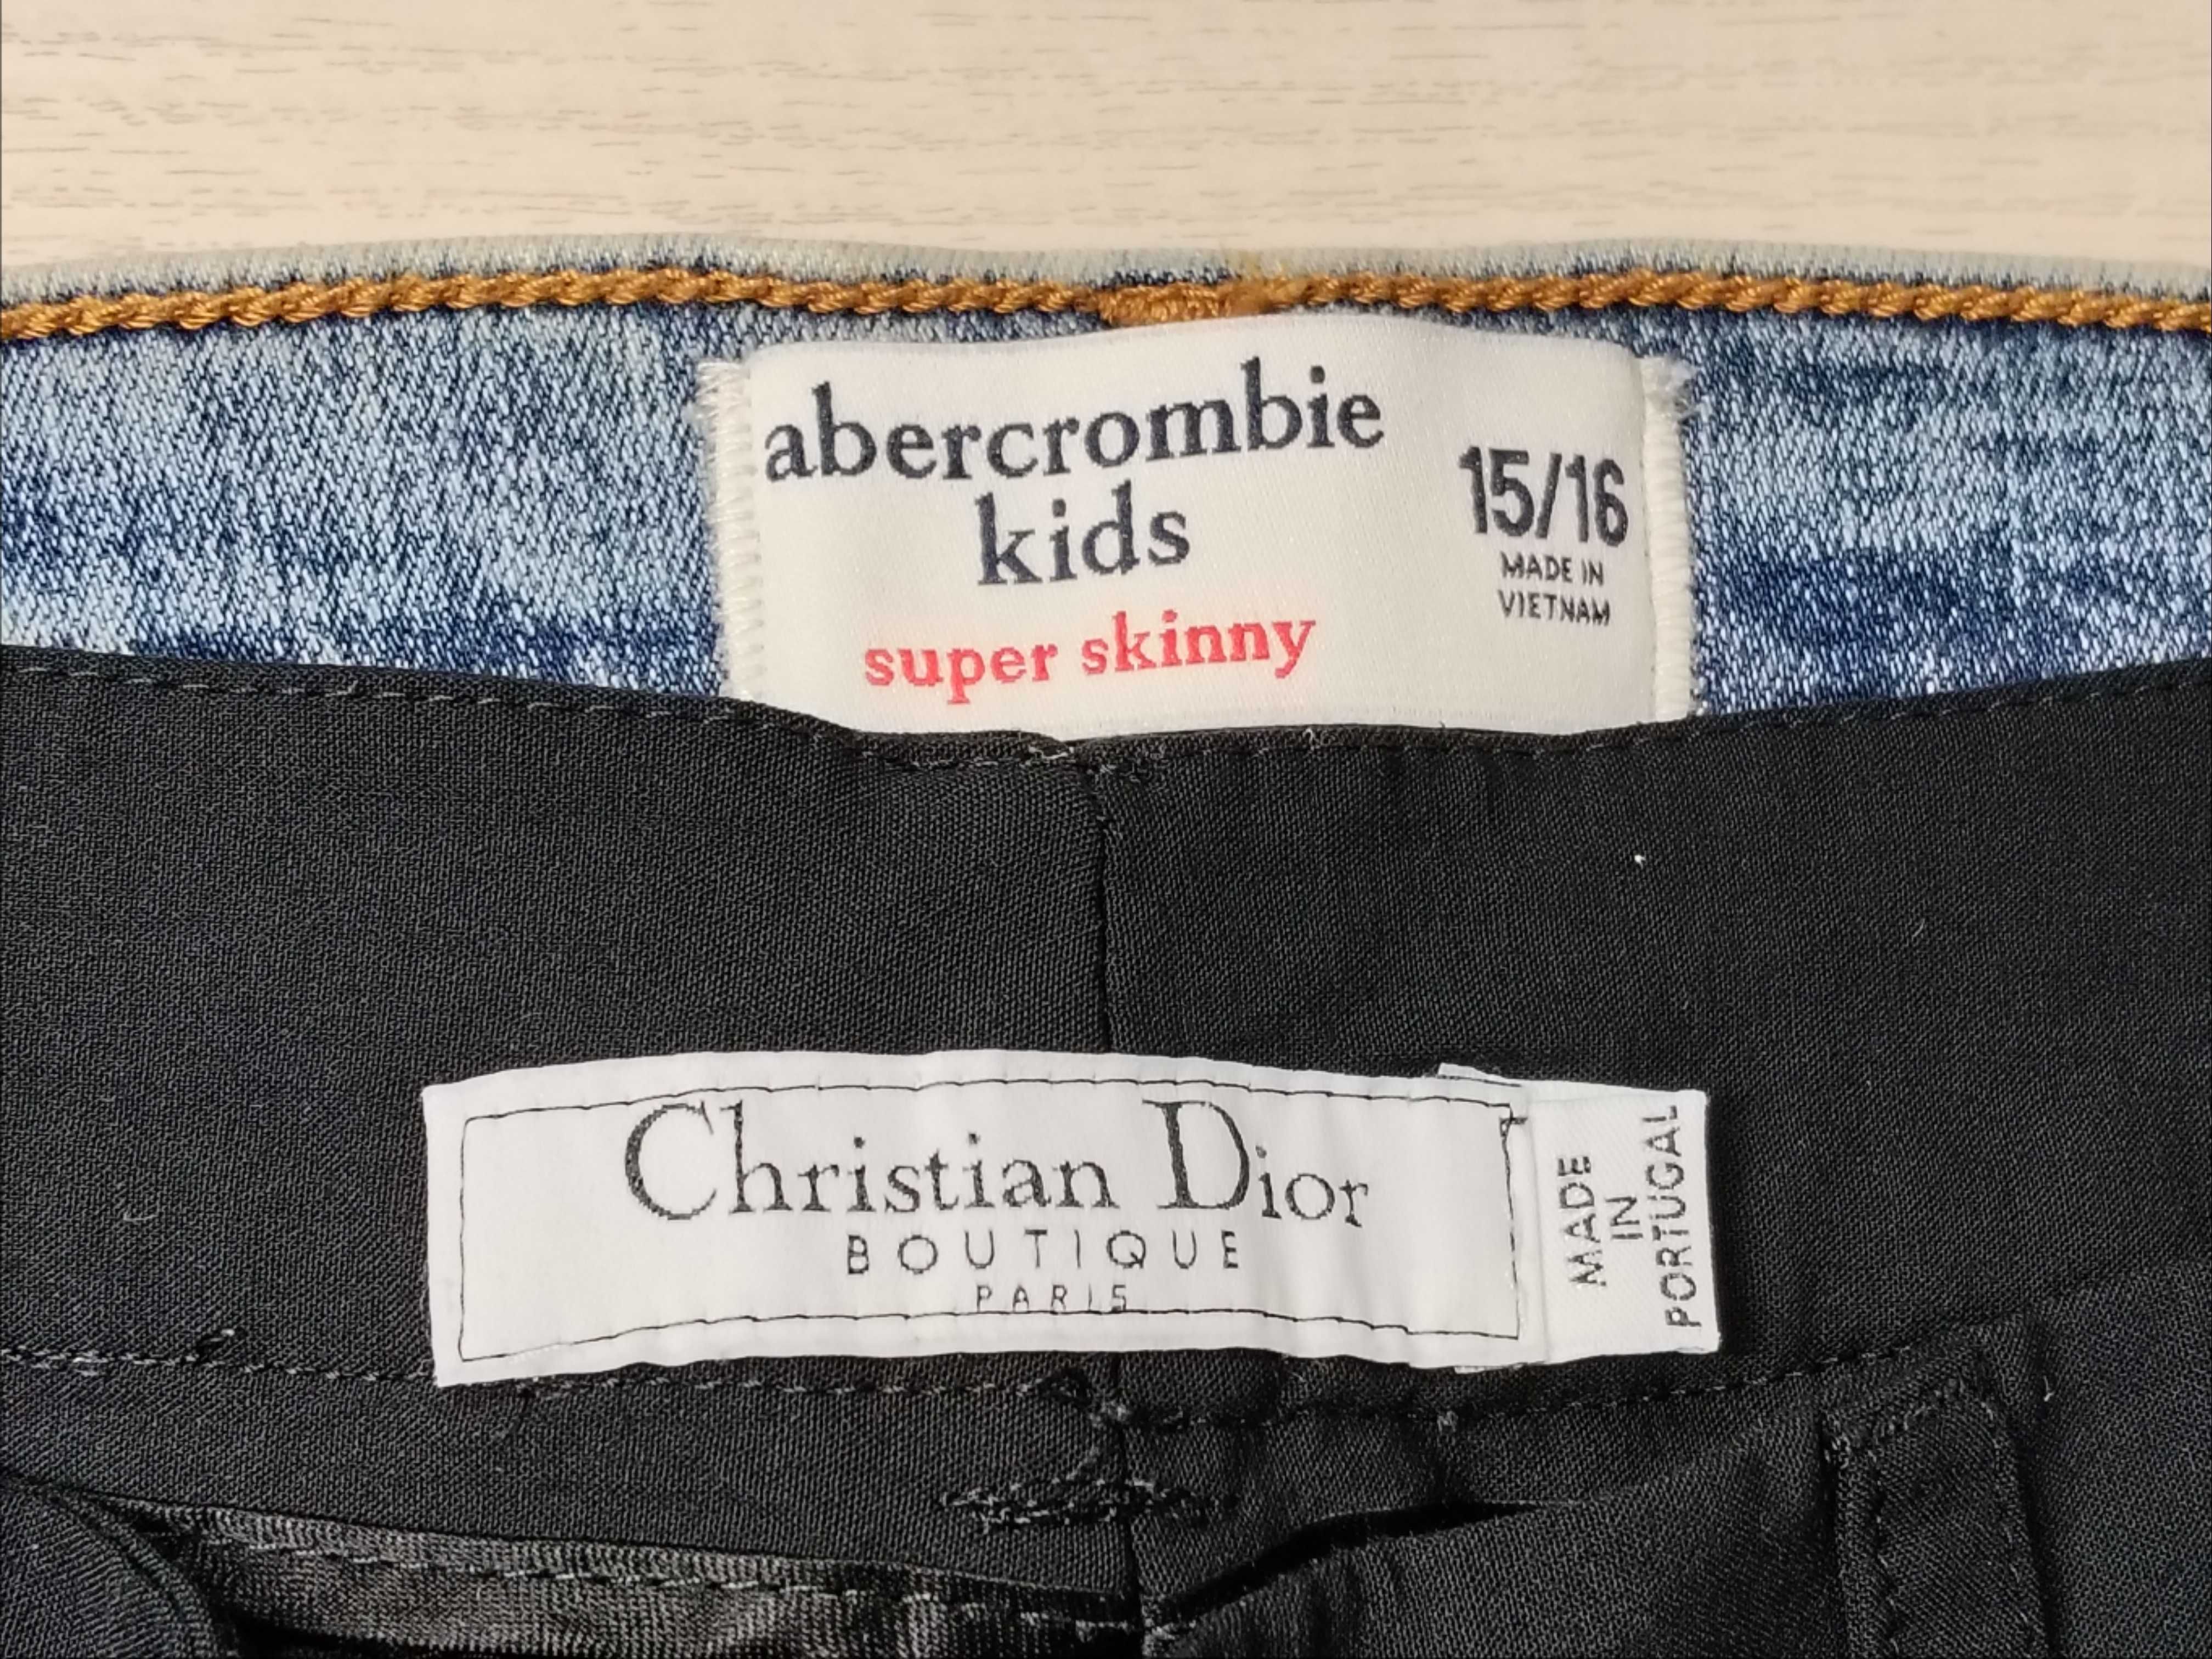 abercrombie
kids
super skinny
15/16
MADE IN
VIETNAM
Christian Dior
BOUTIQUE
PARIS
MADE
IN
PORTUGAL